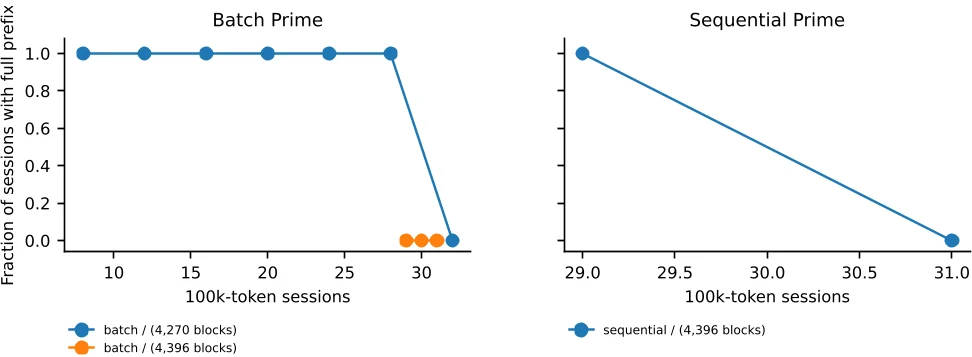 Batch Prime
Fraction of sessions with full prefix
1.0
0.8
0.6
0.4
0.2
0.0
10 15 20 25 30
100k-token sessions
batch / (4,270 blocks)
batch / (4,396 blocks)
Sequential Prime
29.0 29.5 30.0 30.5 31.0
100k-token sessions
sequential / (4,396 blocks)